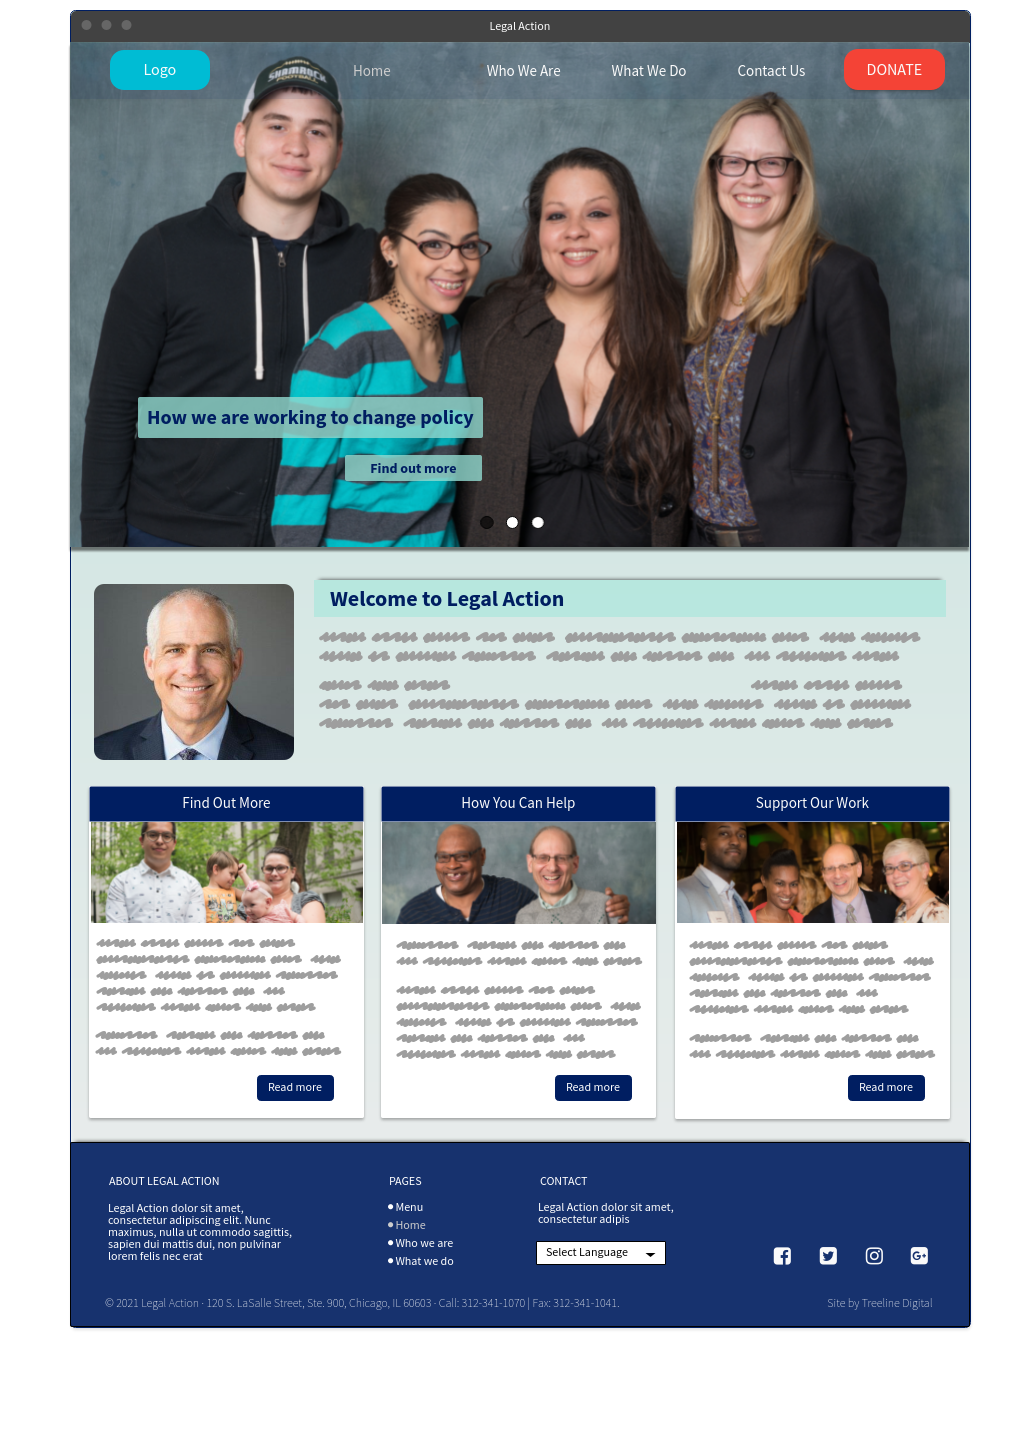 Legal Action
Logo
Home
Who We Are
What We Do
Contact Us
DONATE
SHAMROCK
FOOTBALL
How we are working to change policy
Find out more
Welcome to Legal Action
Find Out More
How You Can Help
Support Our Work
Read more
Read more
Read more
ABOUT LEGAL ACTION
Legal Action dolor sit amet,
consectetur adipiscing elit. Nunc
maximus, nulla ut commodo sagittis,
sapien dui mattis dui, non pulvinar
lorem felis nec erat
PAGES
Menu
Home
Who we are
What we do
CONTACT
Legal Action dolor sit amet,
consectetur adipis
Select Language
© 2021 Legal Action · 120 S. LaSalle Street, Ste. 900, Chicago, IL 60603 · Call: 312-341-1070 | Fax: 312-341-1041.
Site by Treeline Digital